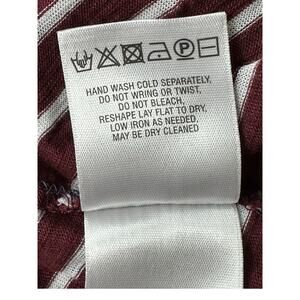 P
HAND WASH COLD SEPARATELY,
DO NOT WRING OR TWIST,
DO NOT BLEACH,
RESHAPE LAY FLAT TO DRY,
LOW IRON AS NEEDED,
MAY BE DRY CLEANED